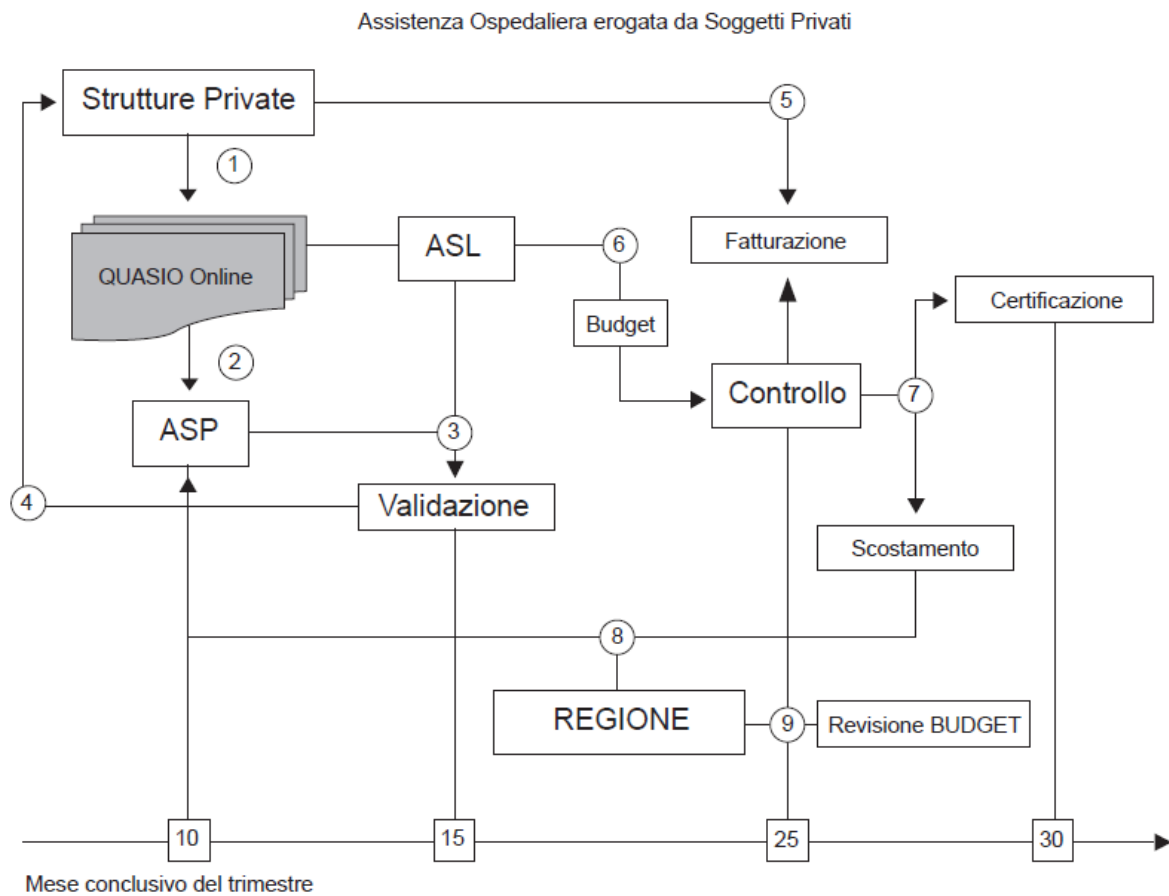 Assistenza Ospedaliera erogata da Soggetti Privati
Strutture Private
5
1
Fatturazione
ASL
6
QUASIO Online
Certificazione
Budget
2
Controllo
7
ASP
3
4
Validazione
Scostamento
8
REGIONE
9
Revisione BUDGET
10
15
25
30
Mese conclusivo del trimestre